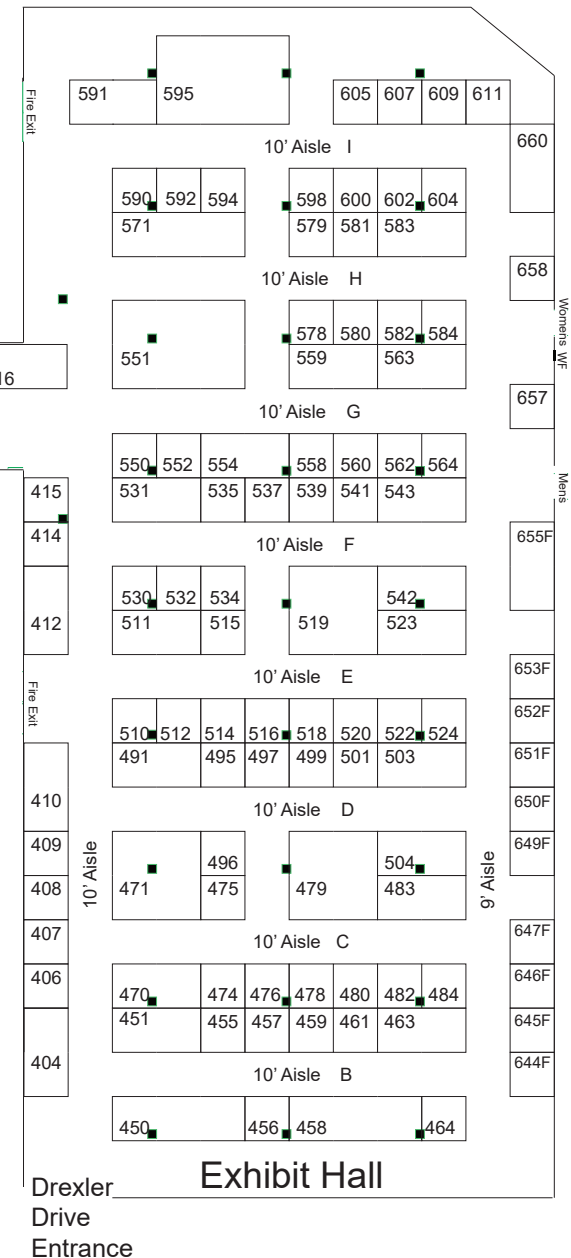 591 595 605 607 609 611
Fire Exit
660
10' Aisle I
590 592 594 598 600 602 604
571 579 581 583
658
10' Aisle H
Womens WF
578 580 582 584
551 559 563
16
657
10' Aisle G
550 552 554 558 560 562 564
415 531 535 537 539 541 543
Mens
414 10' Aisle F 655F
530 532 534 542
412 511 515 519 523
653F
10' Aisle E
Fire Exit
652F
510 512 514 516 518 520 522 524
491 495 497 499 501 503 651F
410 10' Aisle D 650F
409 649F
496 504
10' Aisle
9' Aisle
408 471 475 479 483
407 647F
10' Aisle C
406 646F
470 474 476 478 480 482 484
451 455 457 459 461 463 645F
404 644F
10' Aisle B
450 456 458 464
Exhibit Hall
Drexler
Drive
Entrance